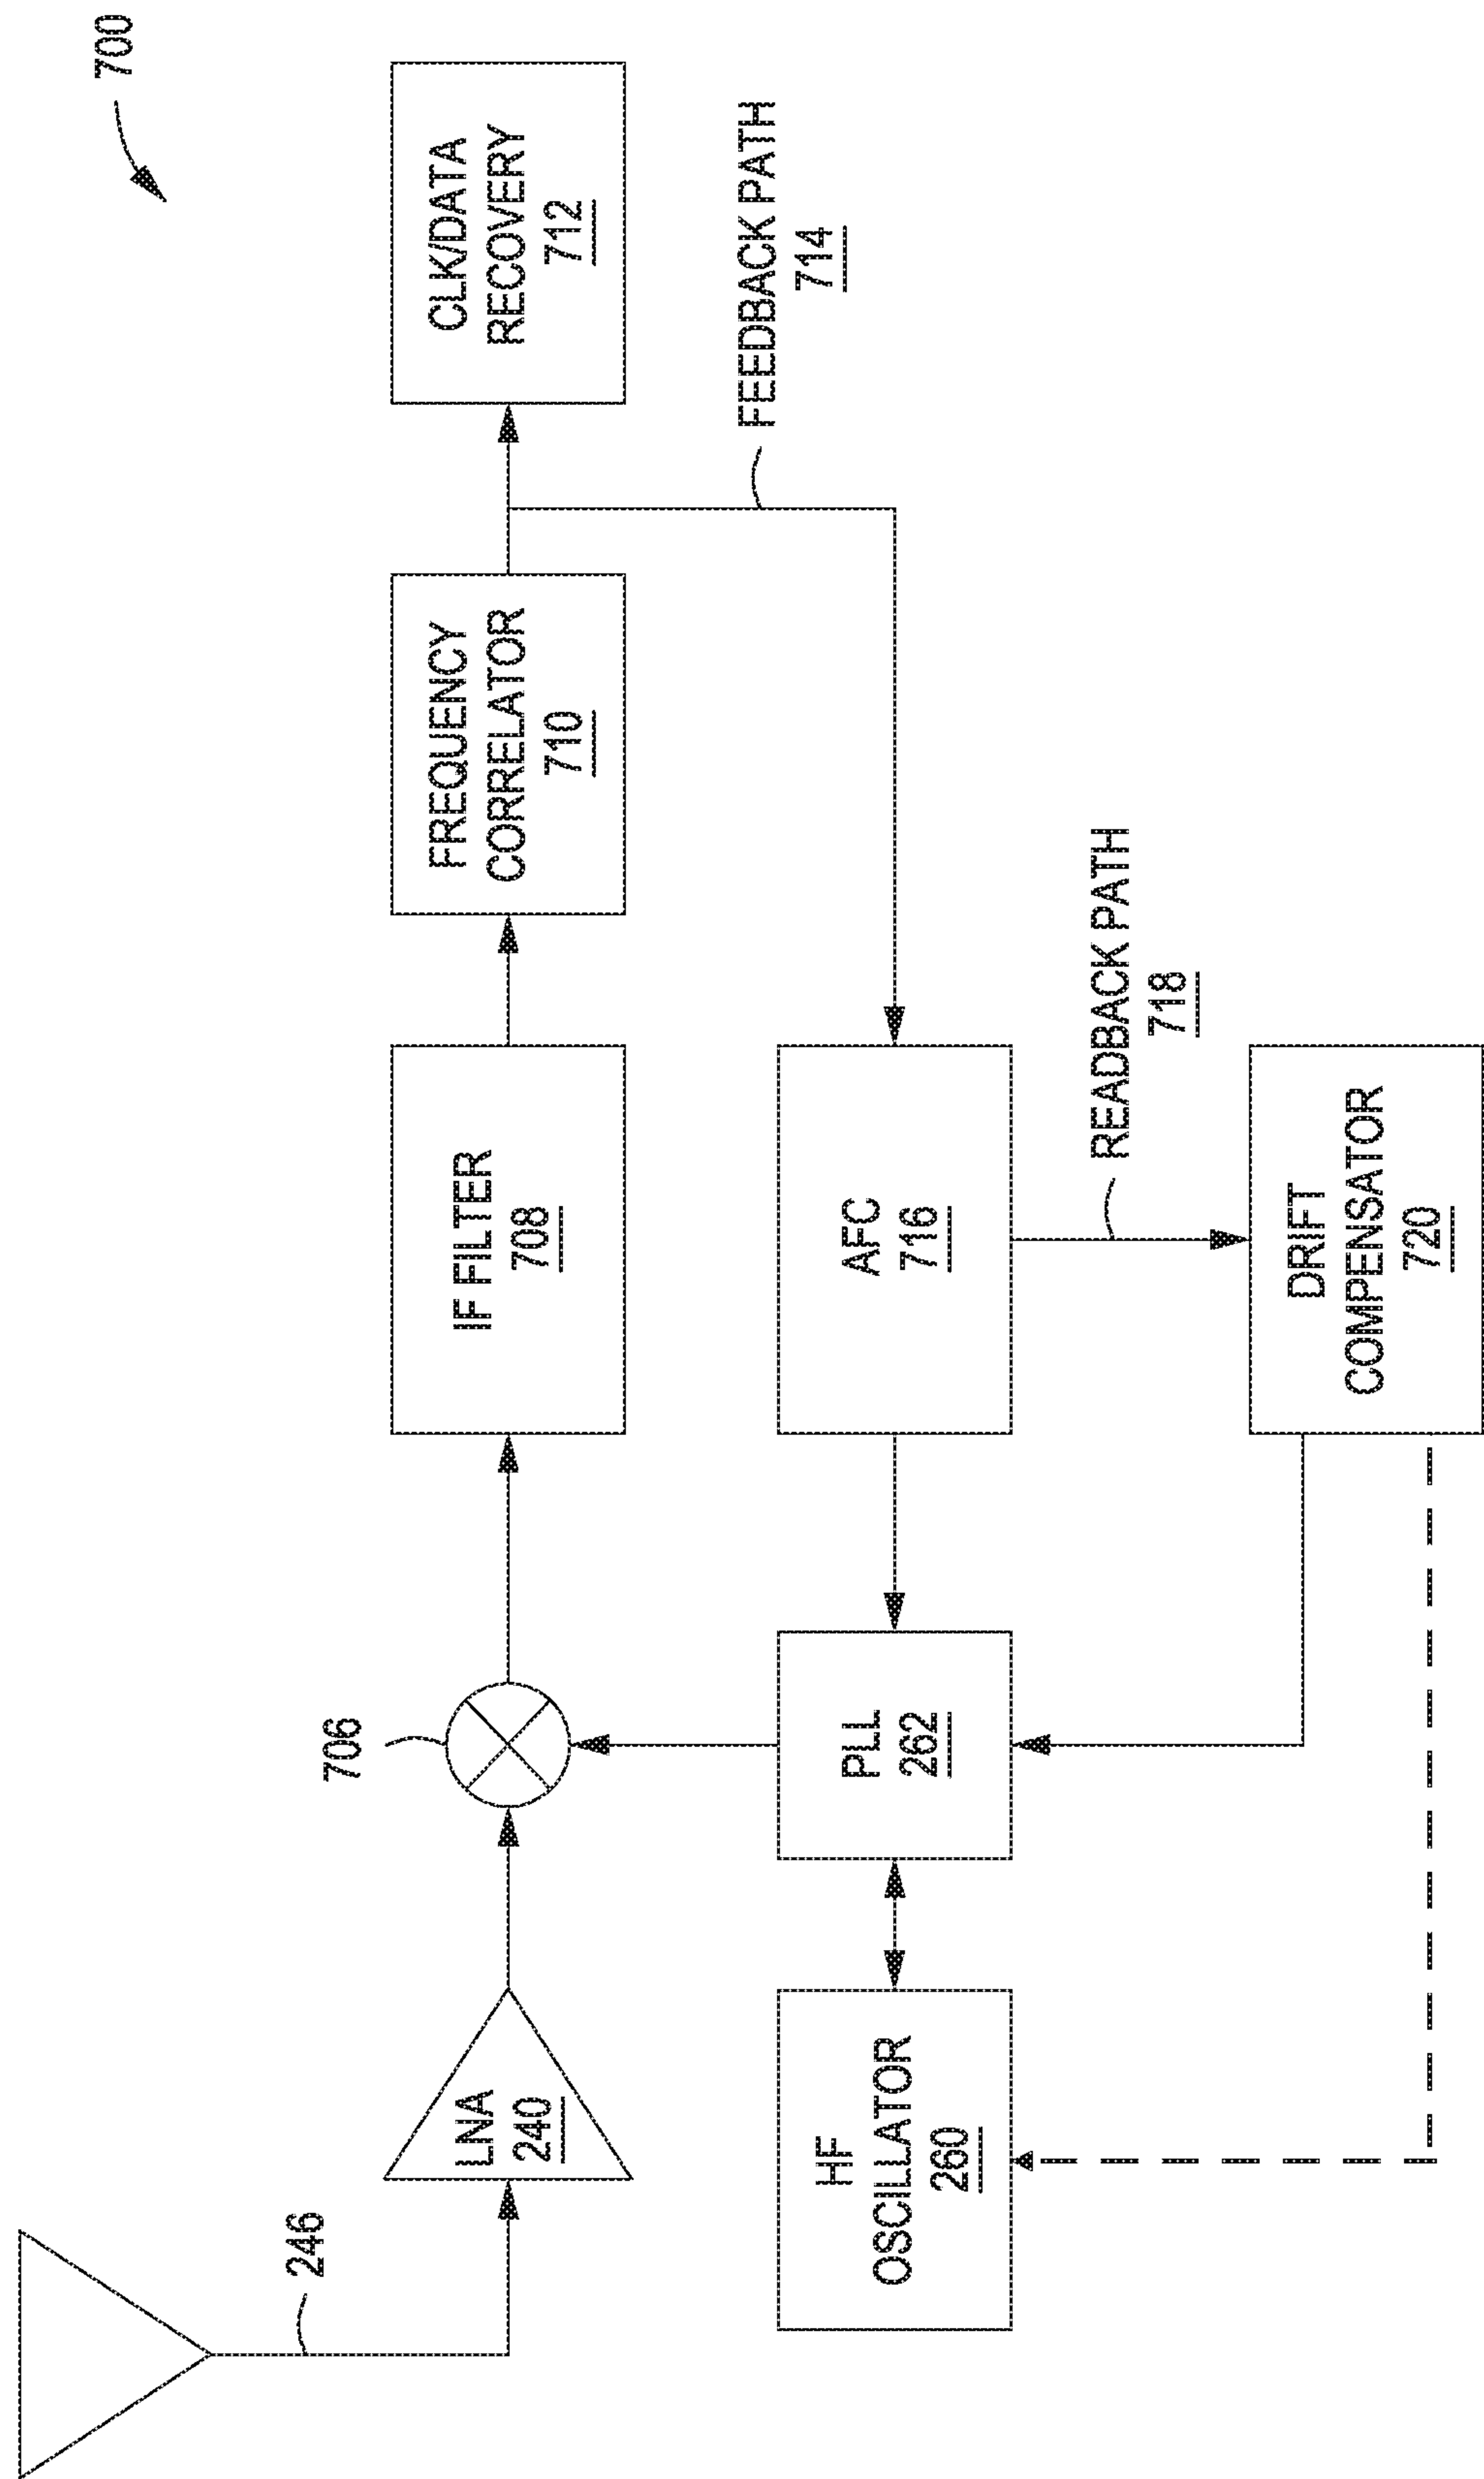 700
246
LNA
240
706
IF FILTER
708
FREQUENCY
CORRELATOR
710
CLK/DATA
RECOVERY
712
FEEDBACK PATH
714
HF
OSCILLATOR
260
PLL
262
AFC
716
READBACK PATH
718
DRIFT
COMPENSATOR
720